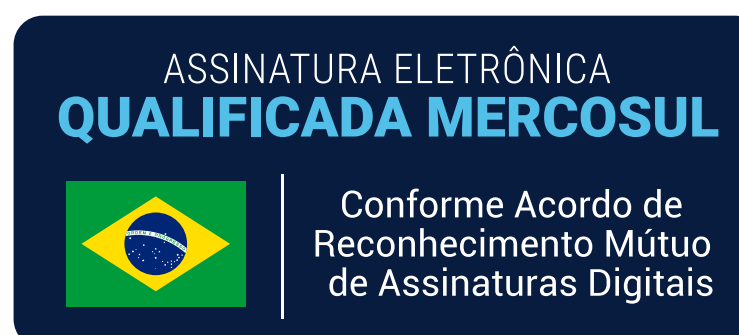 ASSINATURA ELETRÔNICA
QUALIFICADA MERCOSUL
Conforme Acordo de
Reconhecimento Mútuo
de Assinaturas Digitais